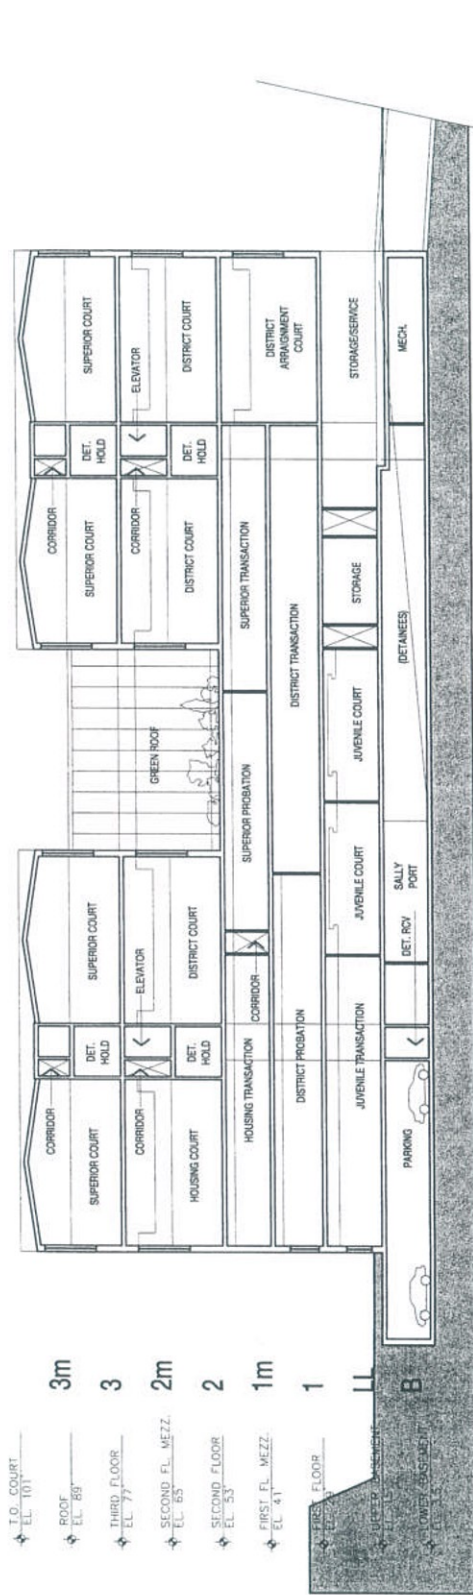 T.O. COURT
EL. 101'
ROOF
EL. 89'
THIRD FLOOR
EL. 77'
SECOND FL. MEZZ.
EL. 65'
SECOND FLOOR
EL. 53'
FIRST FL. MEZZ.
EL. 41'
FLOOR
EL.
LOWER BASEMENT
3m
3
2m
2
1m
1
LL
B
CORRIDOR
SUPERIOR COURT
DET.
HOLD
SUPERIOR COURT
CORRIDOR
SUPERIOR COURT
DET.
HOLD
SUPERIOR COURT
CORRIDOR
HOUSING COURT
DET.
HOLD
ELEVATOR
DISTRICT COURT
GREEN ROOF
CORRIDOR
DISTRICT COURT
DET.
HOLD
ELEVATOR
DISTRICT COURT
HOUSING TRANSACTION
CORRIDOR
SUPERIOR PROBATION
SUPERIOR TRANSACTION
DISTRICT
ARRAIGNMENT
COURT
DISTRICT PROBATION
DISTRICT TRANSACTION
JUVENILE TRANSACTION
JUVENILE COURT
JUVENILE COURT
STORAGE
STORAGE/SERVICE
PARKING
DET. RCV
SALLY
PORT
(DETAINEES)
MECH.